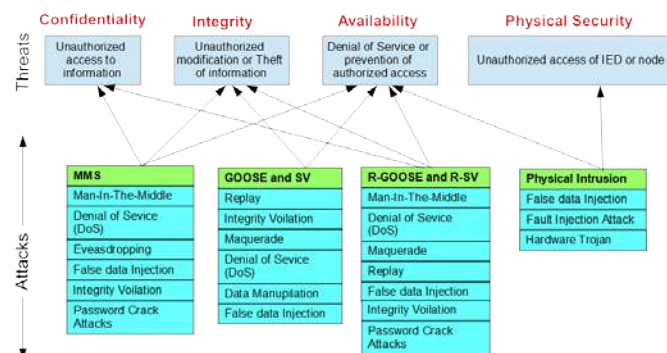 Confidentiality
Integrity
Availability
Physical Security
Threats
Unauthorized
access to
information
Unauthorized
modification or Theft
of information
Denial of Service or
prevention of
authorized access
Unauthorized access of IED or node
Attacks
MMS
Man-In-The-Middle
Denial of Sevice
(DoS)
Eveasdropping
False data Injection
Integrity Voilation
Password Crack
Attacks
GOOSE and SV
Replay
Integrity Voilation
Maquerade
Denial of Sevice
(DoS)
Data Manupilation
False data Injection
R-GOOSE and R-SV
Man-In-The-Middle
Denial of Sevice
(DoS)
Maquerade
Replay
False data Injection
Integrity Voilation
Password Crack
Attacks
Physical Intrusion
False data Injection
Fault Injection Attack
Hardware Trojan